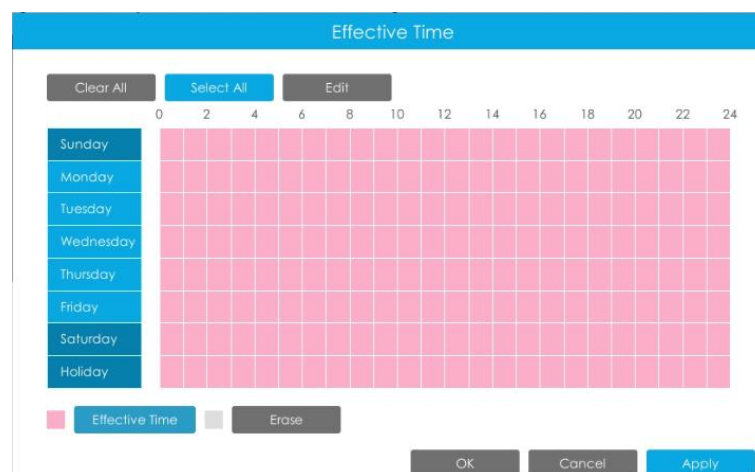 Effective Time
Clear All Select All Edit
0 2 4 6 8 10 12 14 16 18 20 22 24
Sunday
Monday
Tuesday
Wednesday
Thursday
Friday
Saturday
Holiday
Effective Time Erase
OK Cancel Apply